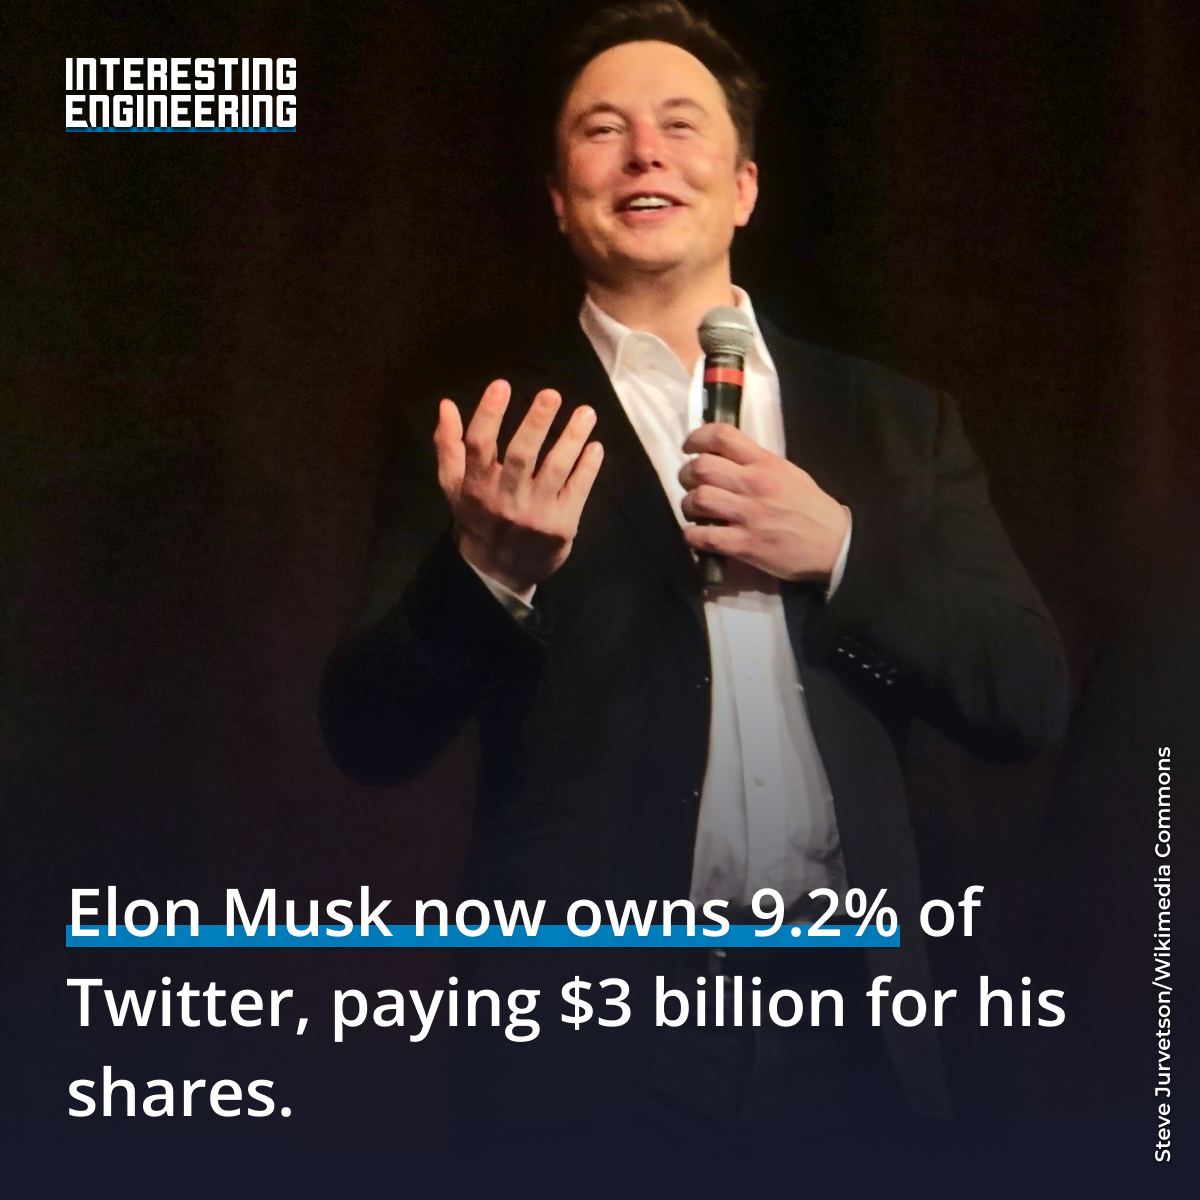 INTERESTING
ENGINEERING
Elon Musk now owns 9.2% of
Twitter, paying $3 billion for his
shares.
Steve Jurvetson/Wikimedia Commons